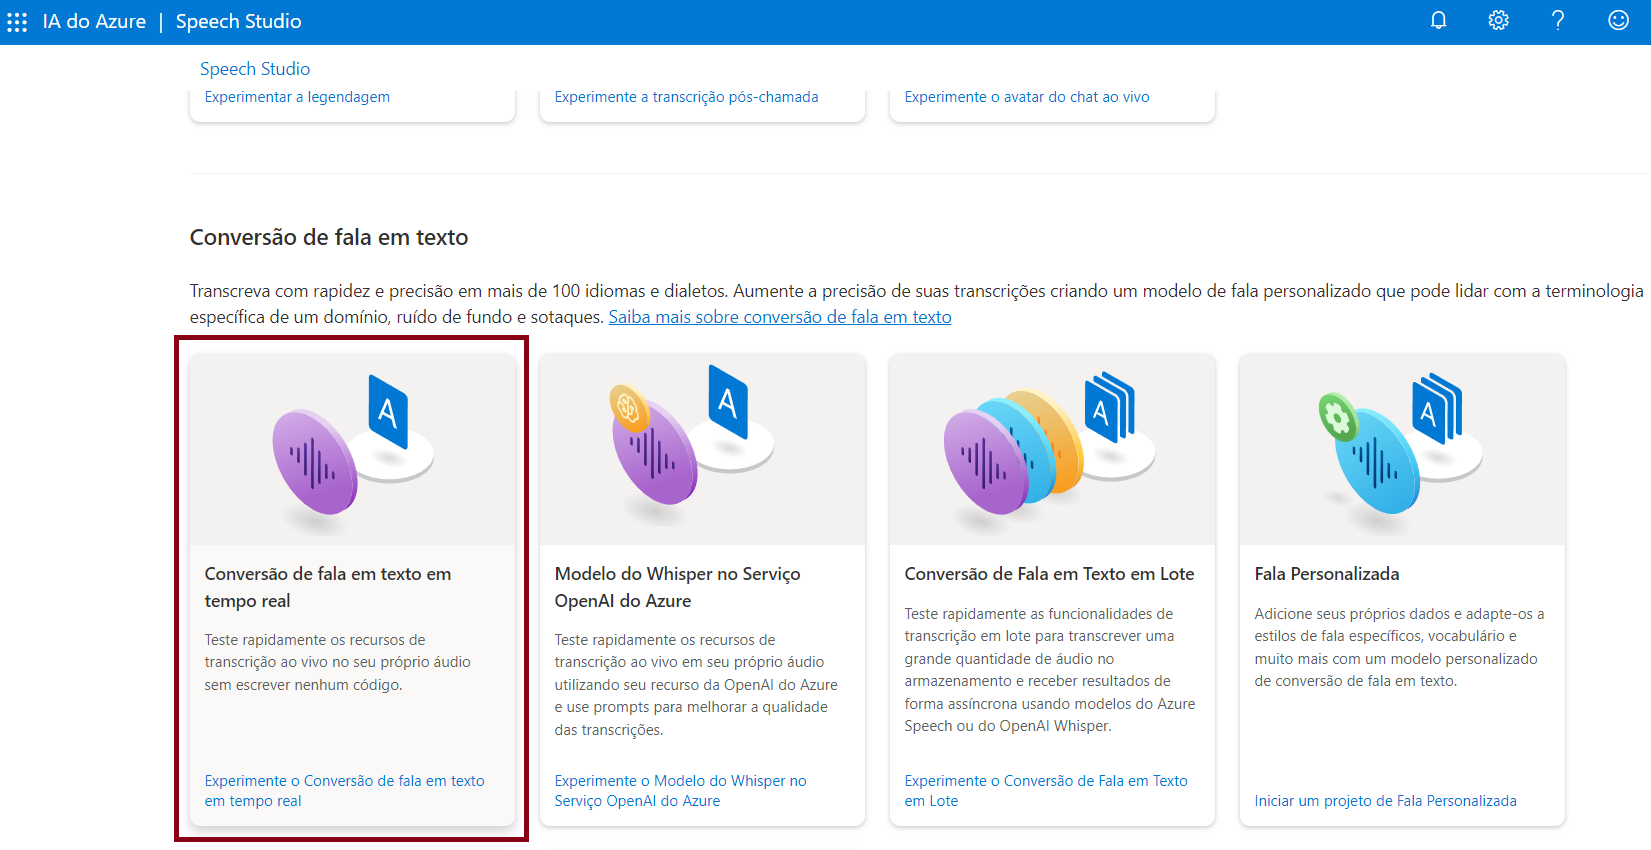 IA do Azure | Speech Studio
Speech Studio
Experimentar a legendagem
Experimente a transcrição pós-chamada
Experimente o avatar do chat ao vivo
Conversão de fala em texto
Transcreva com rapidez e precisão em mais de 100 idiomas e dialetos. Aumente a precisão de suas transcrições criando um modelo de fala personalizado que pode lidar com a terminologia
específica de um domínio, ruído de fundo e sotaques. Saiba mais sobre conversão de fala em texto
A
Conversão de fala em texto em
tempo real
Teste rapidamente os recursos de
transcrição ao vivo no seu próprio áudio
sem escrever nenhum código.
Experimente o Conversão de fala em texto
em tempo real
A
Modelo do Whisper no Serviço
OpenAI do Azure
Teste rapidamente os recursos de
transcrição ao vivo em seu próprio áudio
utilizando seu recurso da OpenAI do Azure
e use prompts para melhorar a qualidade
das transcrições.
Experimente o Modelo do Whisper no
Serviço OpenAI do Azure
A
Conversão de Fala em Texto em Lote
Teste rapidamente as funcionalidades de
transcrição em lote para transcrever uma
grande quantidade de áudio no
armazenamento e receber resultados de
forma assíncrona usando modelos do Azure
Speech ou do OpenAI Whisper.
Experimente o Conversão de Fala em Texto
em Lote
A
Fala Personalizada
Adicione seus próprios dados e adapte-os a
estilos de fala específicos, vocabulário e
muito mais com um modelo personalizado
de conversão de fala em texto.
Iniciar um projeto de Fala Personalizada